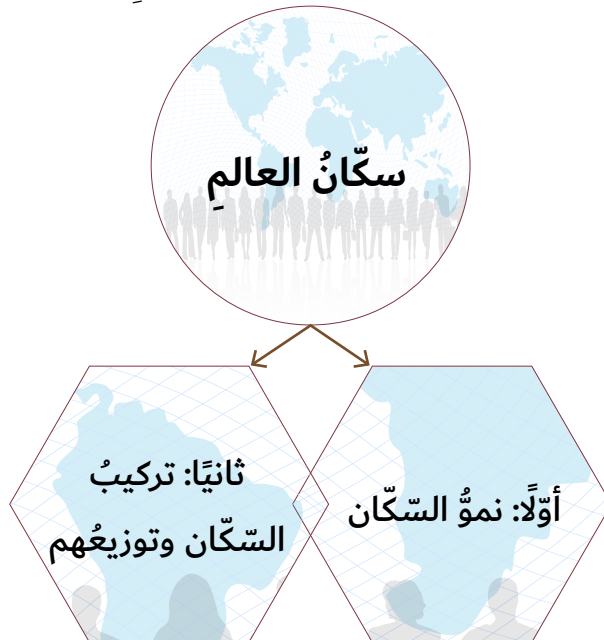 سكّانُ العالمِ
أوّلًا: نموُّ السّكّان
ثانيًا: تركيبُ
السّكّان وتوزيعُهم